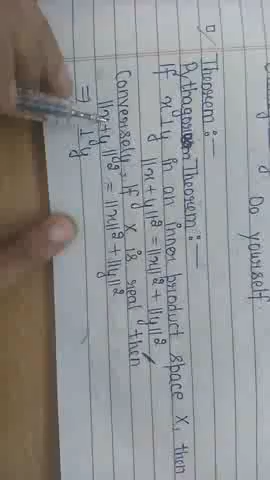 Do yourself
Theorem :-
Pythagorean Theorem :-
If x ⊥ y in an inner product space X, then
||x+y||² = ||x||² + ||y||²
Conversely, If X is real then
||x+y||² = ||x||² + ||y||²
⊥ y